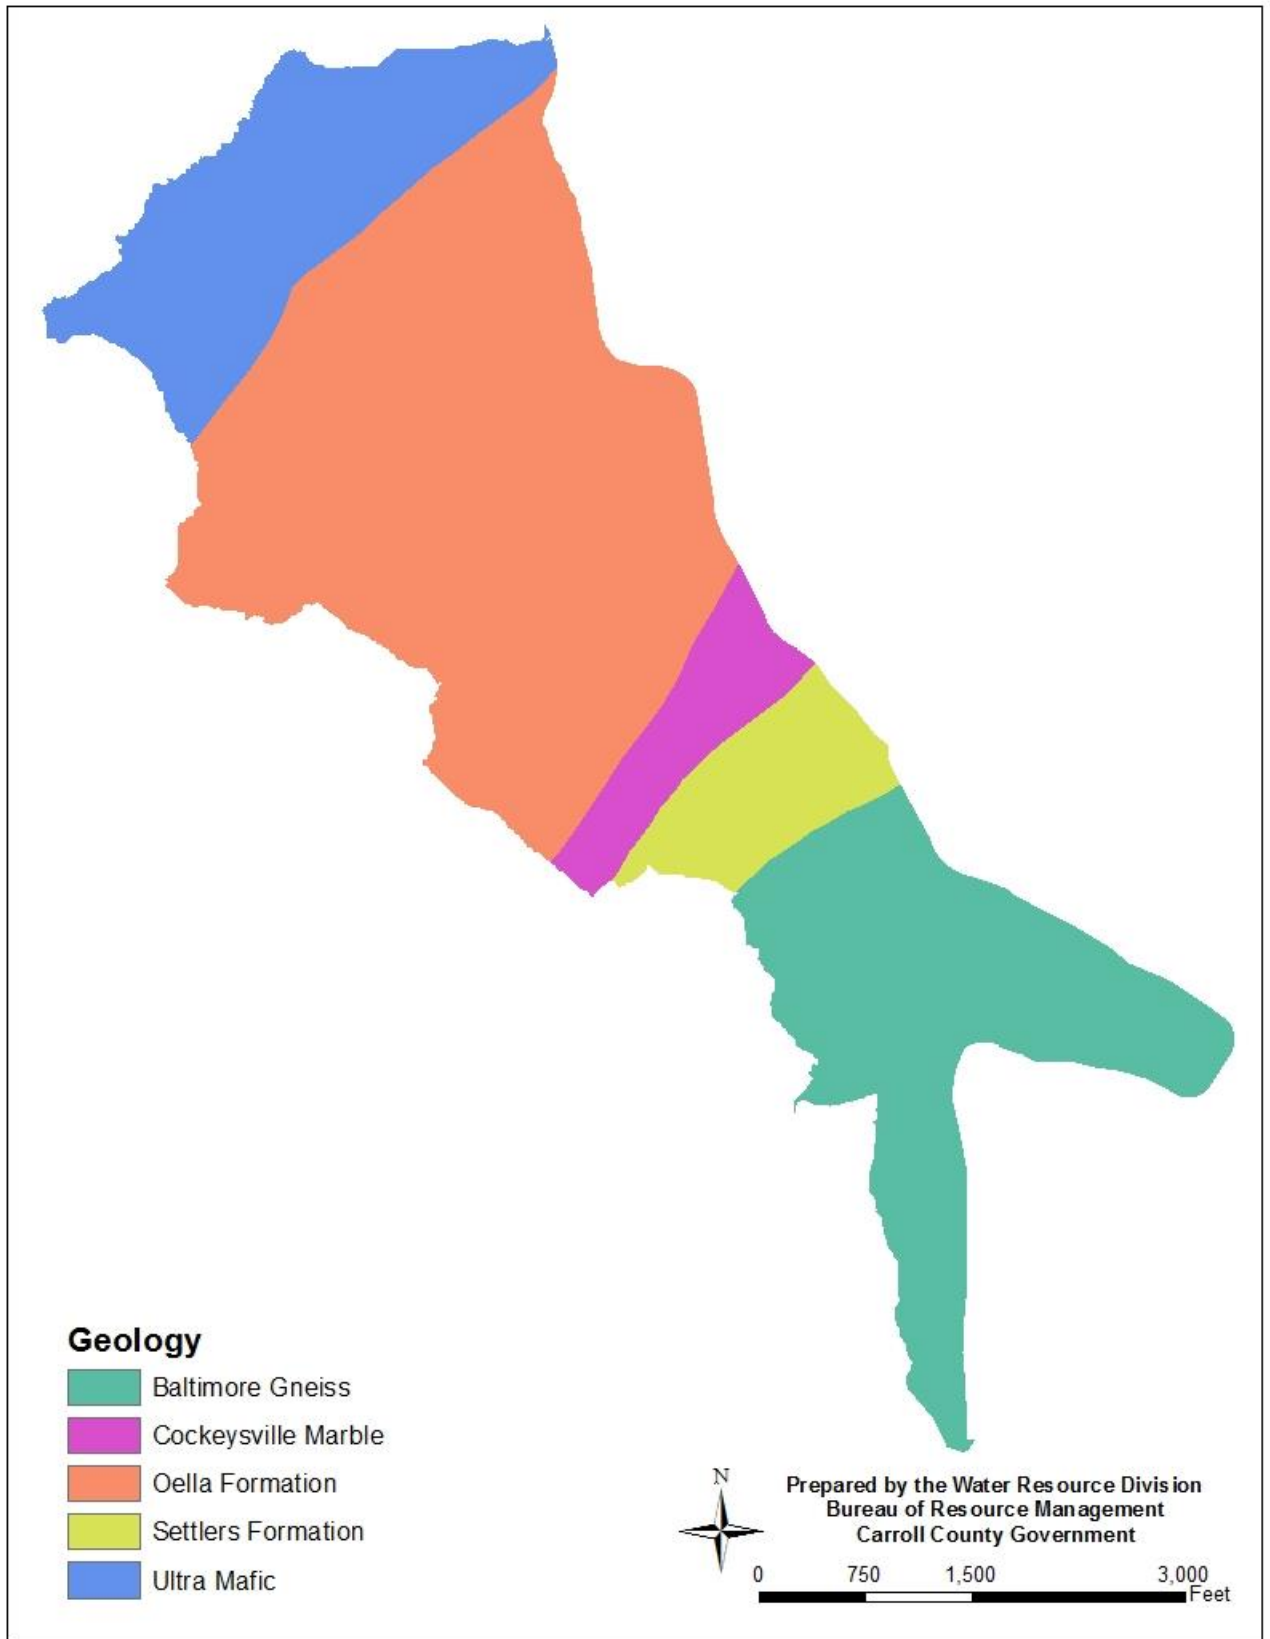 Geology
Baltimore Gneiss
Cockeysville Marble
Oella Formation
Settlers Formation
Ultra Mafic
N
Prepared by the Water Resource Division
Bureau of Resource Management
Carroll County Government
0 750 1,500 3,000
Feet